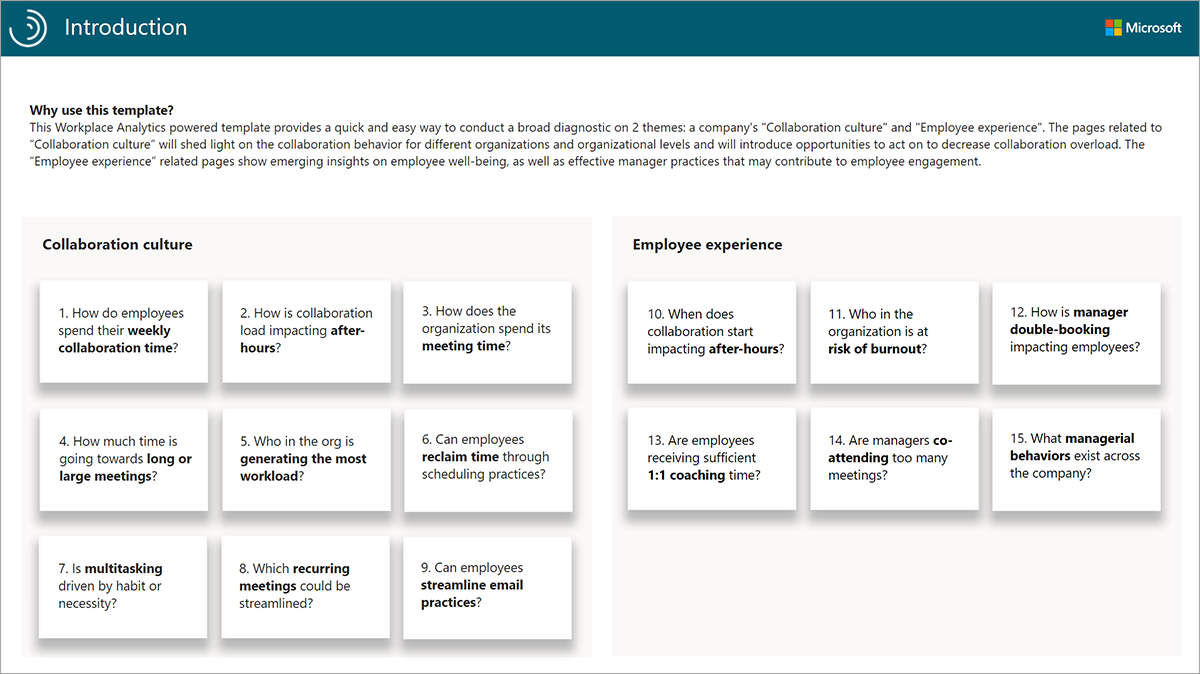 Introduction
Microsoft
Why use this template?
This Workplace Analytics powered template provides a quick and easy way to conduct a broad diagnostic on 2 themes: a company's "Collaboration culture" and "Employee experience". The pages related to
“Collaboration culture” will shed light on the collaboration behavior for different organizations and organizational levels and will introduce opportunities to act on to decrease collaboration overload. The
“Employee experience” related pages show emerging insights on employee well-being, as well as effective manager practices that may contribute to employee engagement.
Collaboration culture
1. How do employees
spend their weekly
collaboration time?
2. How is collaboration
load impacting after-
hours?
3. How does the
organization spend its
meeting time?
4. How much time is
going towards long or
large meetings?
5. Who in the org is
generating the most
workload?
6. Can employees
reclaim time through
scheduling practices?
7. Is multitasking
driven by habit or
necessity?
8. Which recurring
meetings could be
streamlined?
9. Can employees
streamline email
practices?
Employee experience
10. When does
collaboration start
impacting after-hours?
11. Who in the
organization is at
risk of burnout?
12. How is manager
double-booking
impacting employees?
13. Are employees
receiving sufficient
1:1 coaching time?
14. Are managers co-
attending too many
meetings?
15. What managerial
behaviors exist across
the company?